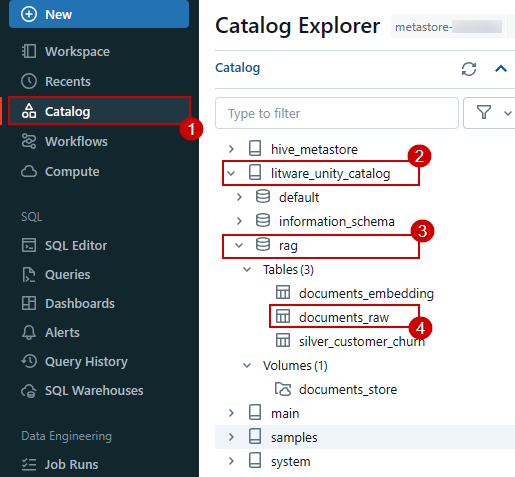 New
Workspace
Recents
Catalog
1
Workflows
Compute
SQL
SQL Editor
Queries
Dashboards
Alerts
Query History
SQL Warehouses
Data Engineering
Job Runs
Catalog Explorer
metastore-
Catalog
Type to filter
hive_metastore
2
litware_unity_catalog
default
information_schema
3
rag
Tables (3)
documents_embedding
documents_raw
4
silver_customer_churn
Volumes (1)
documents_store
main
samples
system